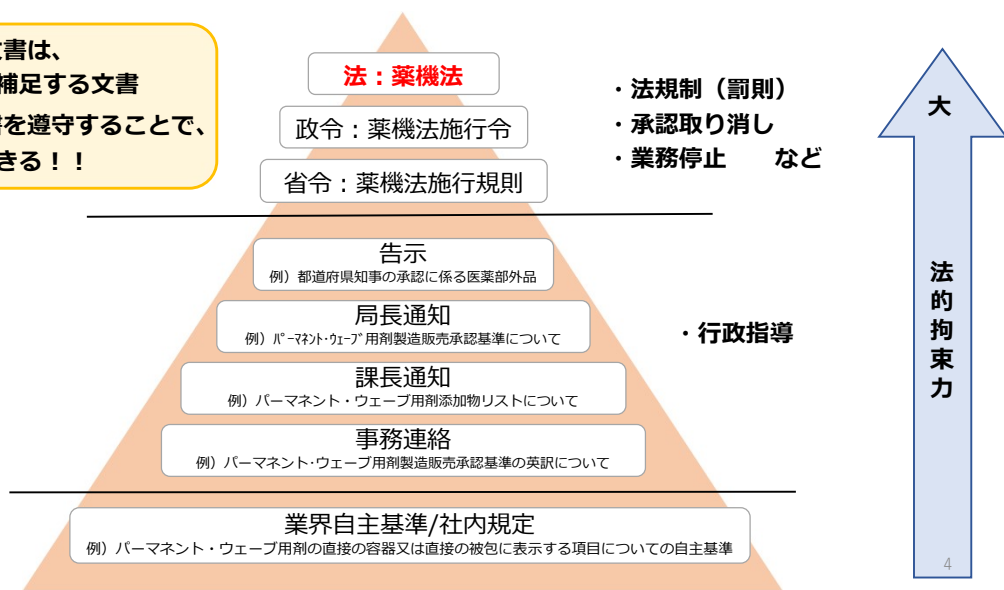 書は、
補足する文書
を遵守することで、
きる！！
法：薬機法
政令：薬機法施行令
省令：薬機法施行規則
・法規制（罰則）
・承認取り消し
・業務停止　　など
告示
例）都道府県知事の承認に係る医薬部外品
局長通知
例）ﾊﾟｰﾏﾈﾝﾄ･ｳｪｰﾌﾞ用剤製造販売承認基準について
課長通知
例）パーマネント・ウェーブ用剤添加物リストについて
事務連絡
例）パーマネント･ウェーブ用剤製造販売承認基準の英訳について
・行政指導
業界自主基準/社内規定
例）パーマネント・ウェーブ用剤の直接の容器又は直接の被包に表示する項目についての自主基準
大
法的拘束力
4